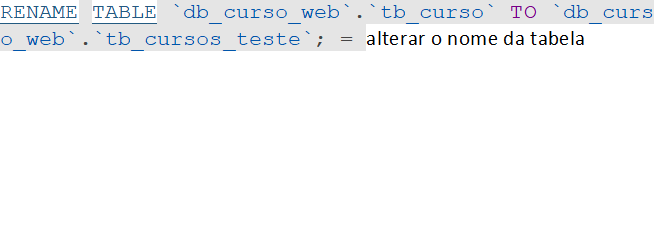 RENAME TABLE `db_curso_web`.`tb_curso` TO `db_curs
o_web`.`tb_cursos_teste`; = alterar o nome da tabela